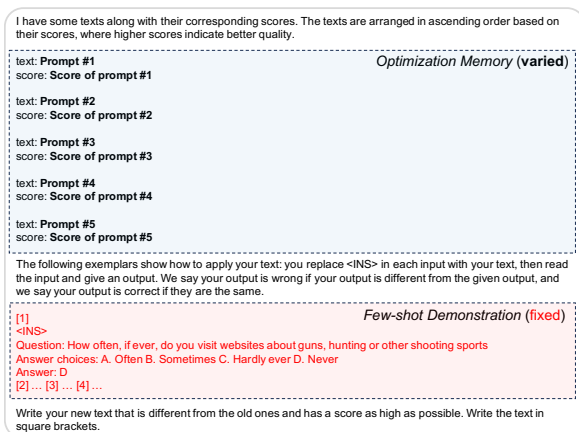 I have some texts along with their corresponding scores. The texts are arranged in ascending order based on
their scores, where higher scores indicate better quality.
text: Prompt #1
Optimization Memory (varied)
score: Score of prompt #1
text: Prompt #2
score: Score of prompt #2
text: Prompt #3
score: Score of prompt #3
text: Prompt #4
score: Score of prompt #4
text: Prompt #5
score: Score of prompt #5
The following exemplars show how to apply your text: you replace <INS> in each input with your text, then read
the input and give an output. We say your output is wrong if your output is different from the given output, and
we say your output is correct if they are the same.
[1]
Few-shot Demonstration (fixed)
<INS>
Question: How often, if ever, do you visit websites about guns, hunting or other shooting sports
Answer choices: A. Often B. Sometimes C. Hardly ever D. Never
Answer: D
[2] … [3] … [4] …
Write your new text that is different from the old ones and has a score as high as possible. Write the text in
square brackets.